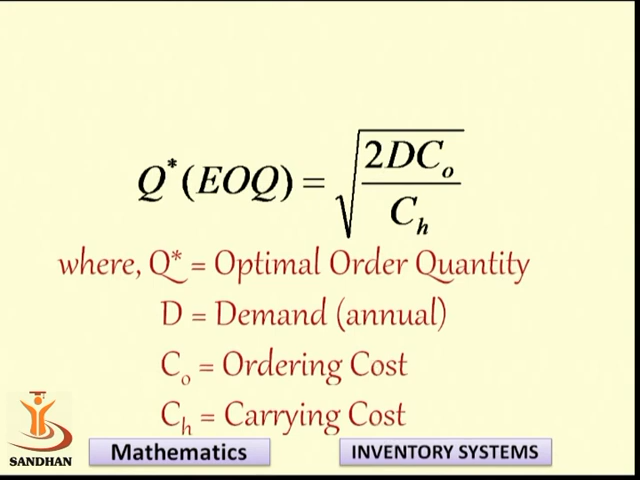 Q*(EOQ) = √(2DCₒ / Cₕ)
where, Q* = Optimal Order Quantity
D = Demand (annual)
Cₒ = Ordering Cost
Cₕ = Carrying Cost
SANDHAN
Mathematics
INVENTORY SYSTEMS